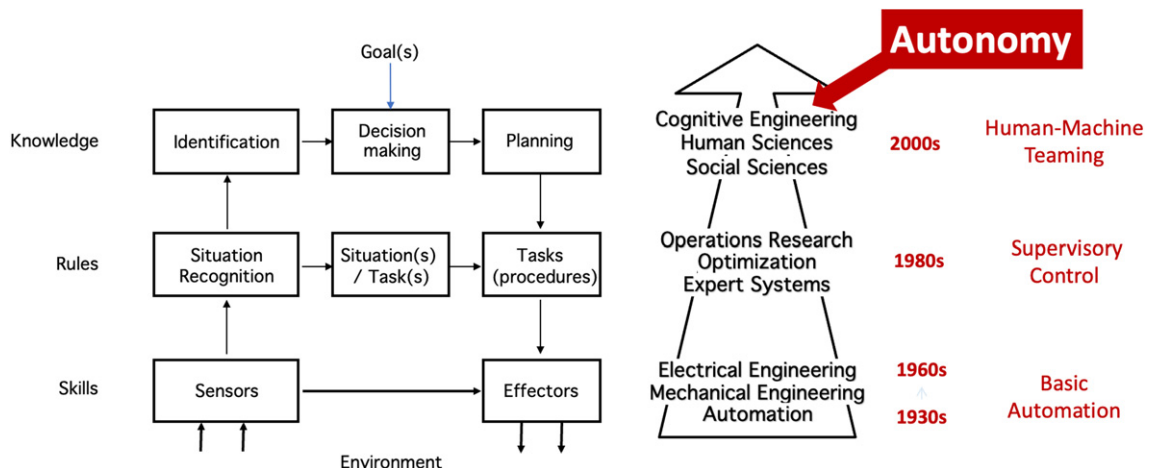 Autonomy
Goal(s)
Knowledge
Identification
Decision
making
Planning
Cognitive Engineering
Human Sciences
Social Sciences
2000s
Human-Machine
Teaming
Rules
Situation
Recognition
Situation(s)
/ Task(s)
Tasks
(procedures)
Operations Research
Optimization
Expert Systems
1980s
Supervisory
Control
Skills
Sensors
Effectors
Electrical Engineering
Mechanical Engineering
Automation
1960s
1930s
Basic
Automation
Environment